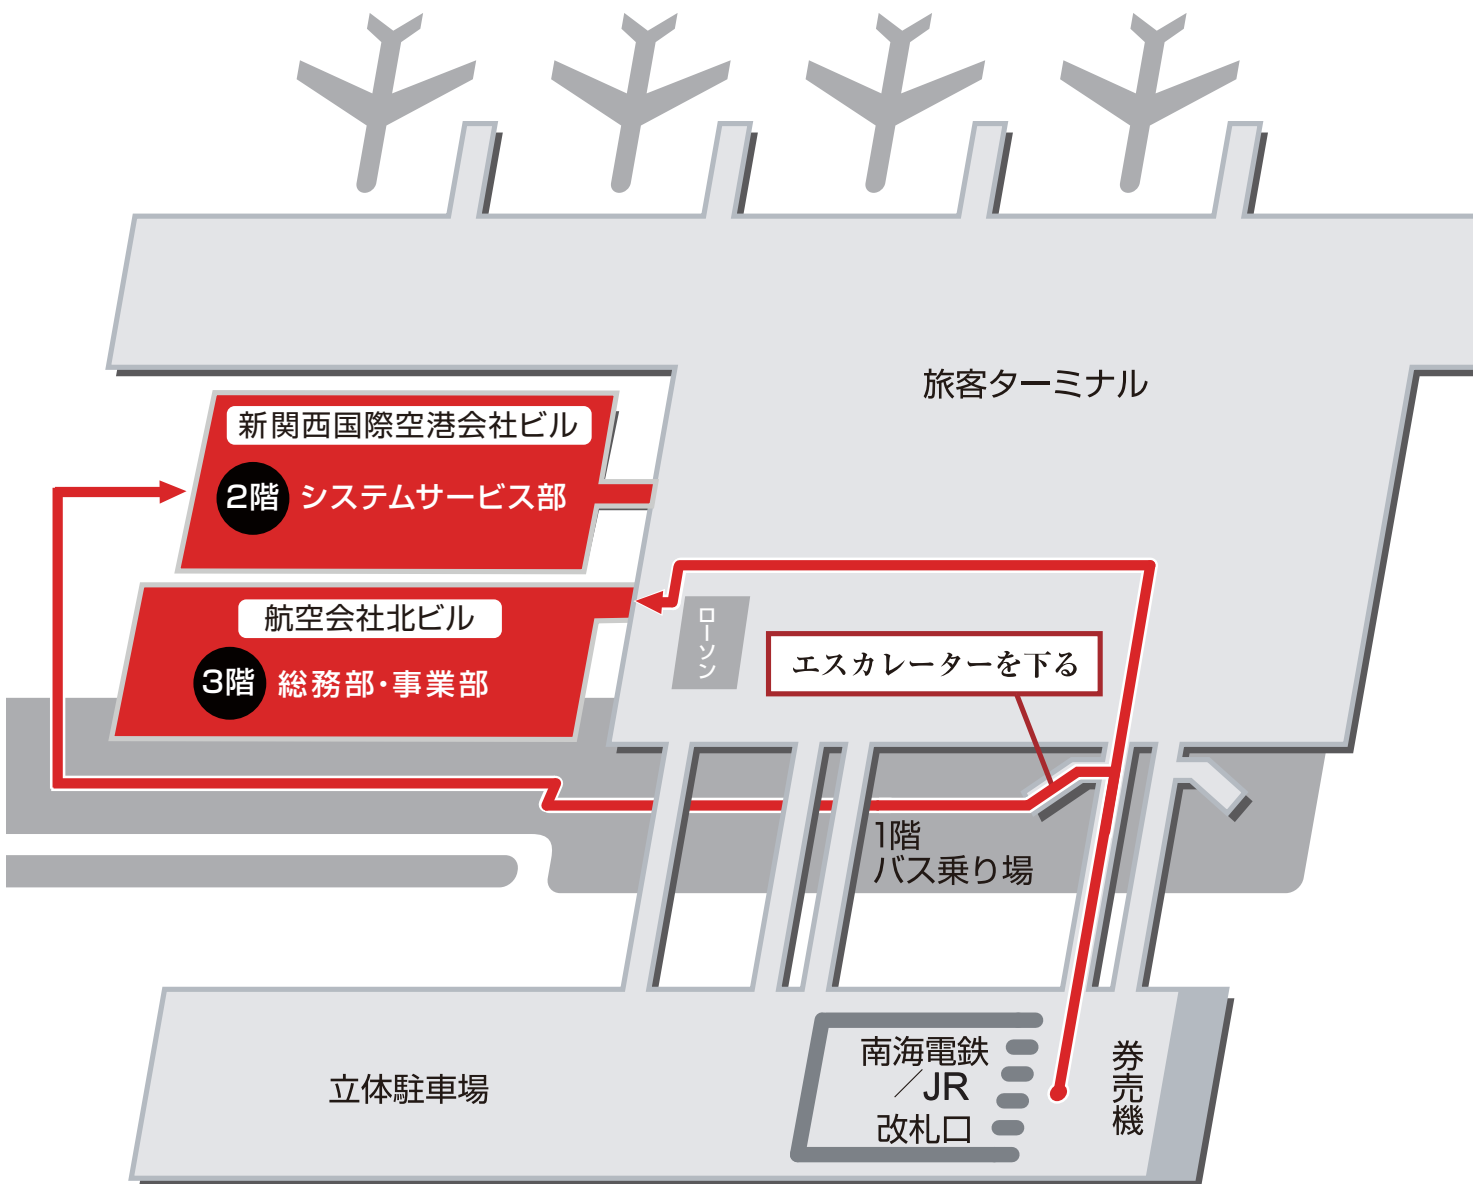 旅客ターミナル
新関西国際空港会社ビル
2階 システムサービス部
航空会社北ビル
3階 総務部・事業部
ローソン
エスカレーターを下る
1階
バス乗り場
南海電鉄
／JR
改札口
券売機
立体駐車場